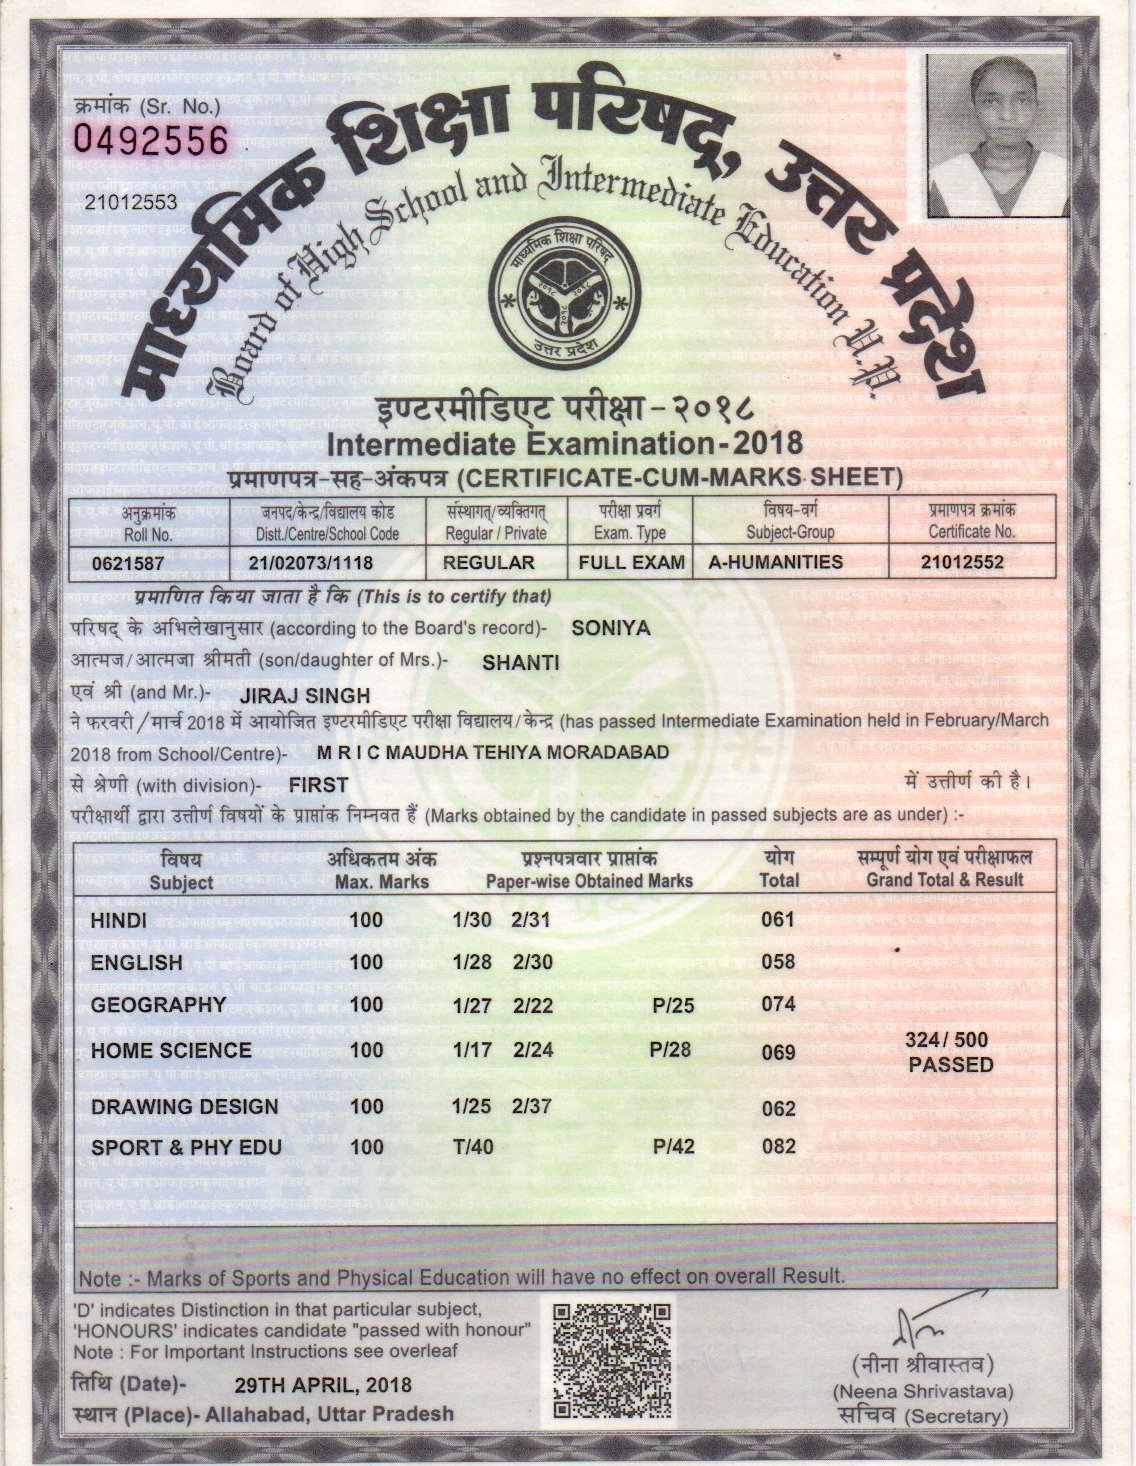 क्रमांक (Sr. No.)
0492556
21012553
माध्यमिक शिक्षा परिषद्, उत्तर प्रदेश
Board of High School and Intermediate Education U.P.
माध्यमिक शिक्षा परिषद्
२०१८ २०१८
२०१८
उत्तर प्रदेश
इण्टरमीडिएट परीक्षा - २०१८
Intermediate Examination - 2018
प्रमाणपत्र-सह-अंकपत्र (CERTIFICATE-CUM-MARKS SHEET)
अनुक्रमांक जनपद/केन्द्र/विद्यालय कोड संस्थागत/व्यक्तिगत् परीक्षा प्रवर्ग विषय-वर्ग प्रमाणपत्र क्रमांक
Roll No. Distt./Centre/School Code Regular / Private Exam. Type Subject-Group Certificate No.
0621587 21/02073/1118 REGULAR FULL EXAM A-HUMANITIES 21012552
प्रमाणित किया जाता है कि (This is to certify that)
परिषद् के अभिलेखानुसार (according to the Board's record)- SONIYA
आत्मज/आत्मजा श्रीमती (son/daughter of Mrs.)- SHANTI
एवं श्री (and Mr.)- JIRAJ SINGH
ने फरवरी/मार्च 2018 में आयोजित इण्टरमीडिएट परीक्षा विद्यालय/केन्द्र (has passed Intermediate Examination held in February/March
2018 from School/Centre)- M R I C MAUDHA TEHIYA MORADABAD
से श्रेणी (with division)- FIRST में उत्तीर्ण की है।
परीक्षार्थी द्वारा उत्तीर्ण विषयों के प्राप्तांक निम्नवत हैं (Marks obtained by the candidate in passed subjects are as under) :-
विषय अधिकतम अंक प्रश्नपत्रवार प्राप्तांक योग सम्पूर्ण योग एवं परीक्षाफल
Subject Max. Marks Paper-wise Obtained Marks Total Grand Total & Result
HINDI 100 1/30 2/31 061
ENGLISH 100 1/28 2/30 058
GEOGRAPHY 100 1/27 2/22 P/25 074
HOME SCIENCE 100 1/17 2/24 P/28 069 324/ 500
PASSED
DRAWING DESIGN 100 1/25 2/37 062
SPORT & PHY EDU 100 T/40 P/42 082
Note :- Marks of Sports and Physical Education will have no effect on overall Result.
'D' indicates Distinction in that particular subject,
'HONOURS' indicates candidate "passed with honour"
Note : For Important Instructions see overleaf
तिथि (Date)- 29TH APRIL, 2018
स्थान (Place)- Allahabad, Uttar Pradesh
(नीना श्रीवास्तव)
(Neena Shrivastava)
सचिव (Secretary)